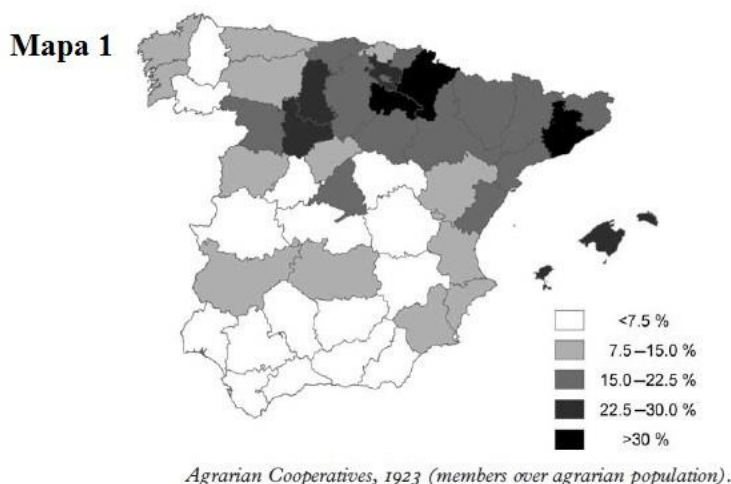 Mapa 1
<7.5 %
7.5–15.0 %
15.0–22.5 %
22.5–30.0 %
>30 %
Agrarian Cooperatives, 1923 (members over agrarian population).